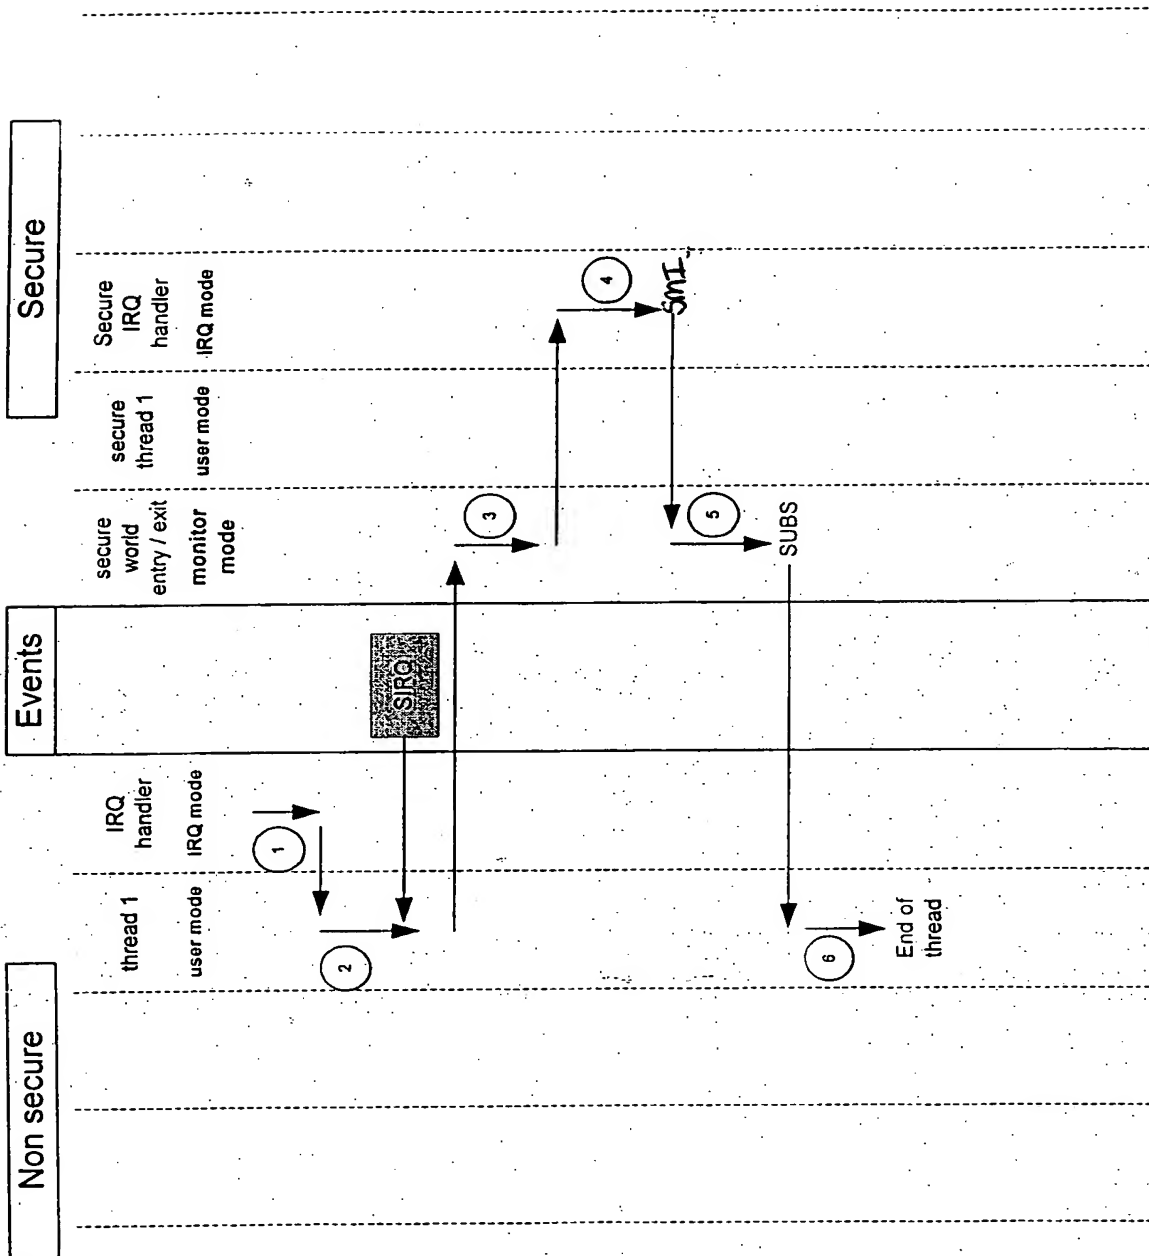 Non secure
Events
Secure
thread 1
user mode
IRQ
handler
IRQ mode
secure
world
entry / exit
monitor
mode
secure
thread 1
user mode
Secure
IRQ
handler
IRQ mode
1
2
SIRQ
3
4
SMI
5
SUBS
6
End of
thread